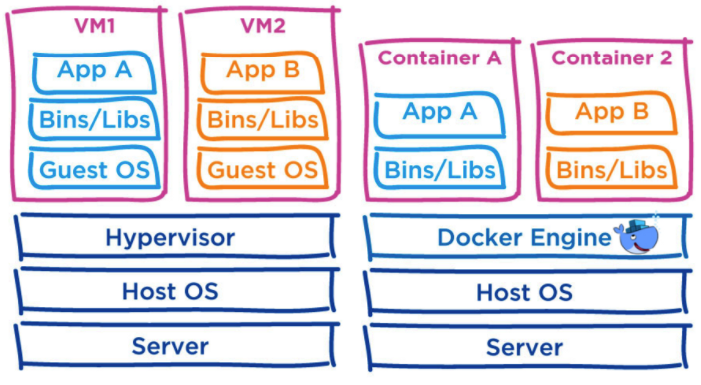 VM1
App A
Bins/Libs
Guest OS
VM2
App B
Bins/Libs
Guest OS
Hypervisor
Host OS
Server
Container A
App A
Bins/Libs
Container 2
App B
Bins/Libs
Docker Engine
Host OS
Server